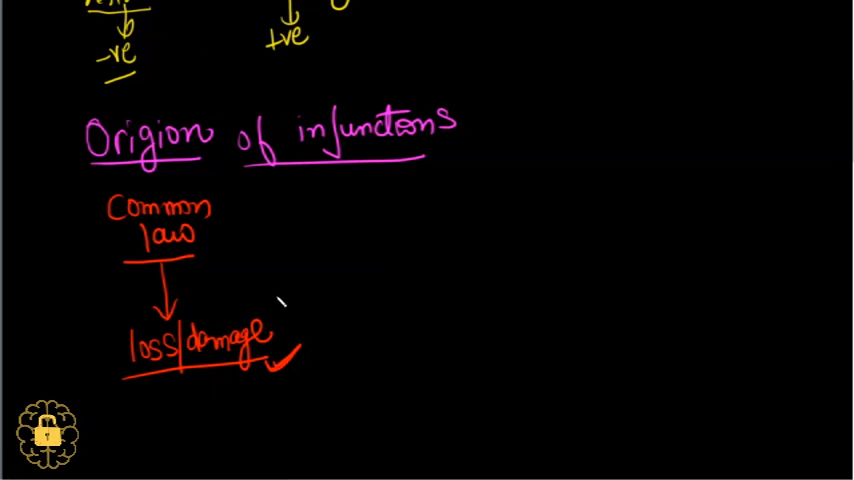 -ve
+ve
Origion of injunctions
Common
law
loss/damage